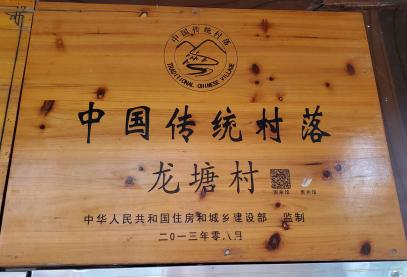 中国传统村落
TRADITIONAL CHINESE VILLAGE
中国传统村落
龙塘村
中华人民共和国住房和城乡建设部 监制
二〇一三年零八月